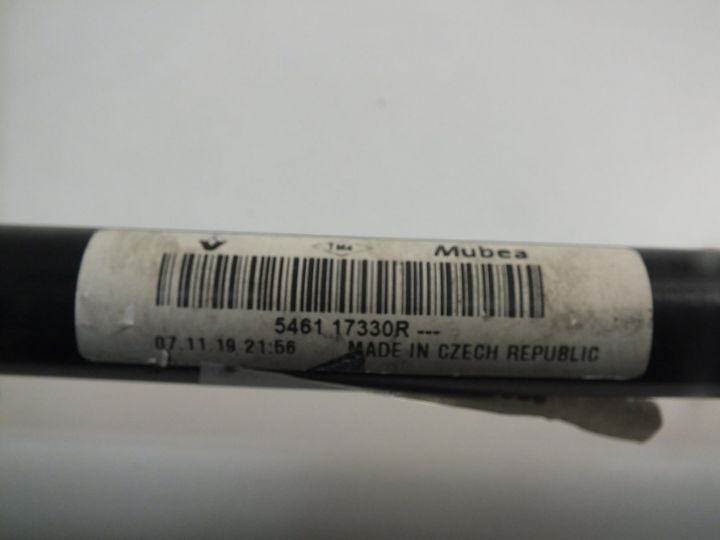 Mubea
5461 17330R ---
07.11.19 21:56 MADE IN CZECH REPUBLIC